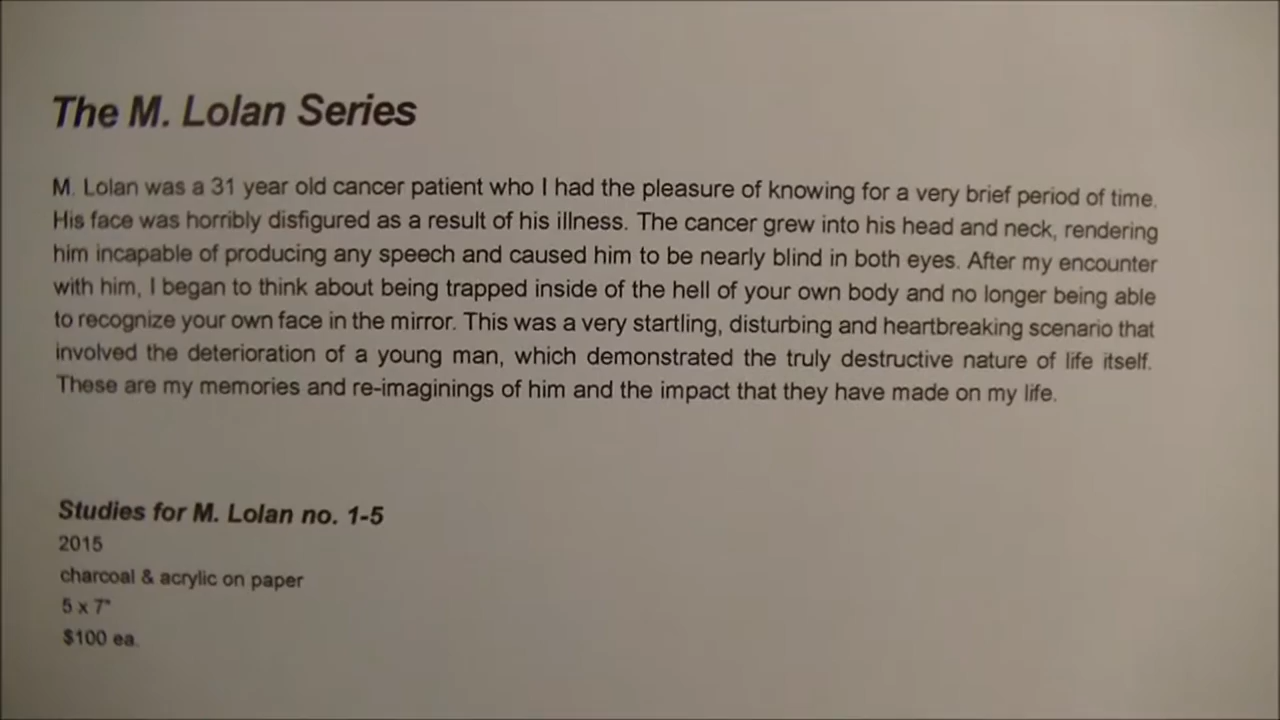 The M. Lolan Series
M. Lolan was a 31 year old cancer patient who I had the pleasure of knowing for a very brief period of time.
His face was horribly disfigured as a result of his illness. The cancer grew into his head and neck, rendering
him incapable of producing any speech and caused him to be nearly blind in both eyes. After my encounter
with him, I began to think about being trapped inside of the hell of your own body and no longer being able
to recognize your own face in the mirror. This was a very startling, disturbing and heartbreaking scenario that
involved the deterioration of a young man, which demonstrated the truly destructive nature of life itself.
These are my memories and re-imaginings of him and the impact that they have made on my life.
Studies for M. Lolan no. 1-5
2015
charcoal & acrylic on paper
5 x 7"
$100 ea.